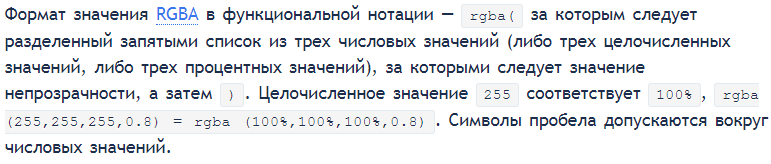 Формат значения RGBA в функциональной нотации — rgba( за которым следует
разделенный запятыми список из трех числовых значений (либо трех целочисленных
значений, либо трех процентных значений), за которыми следует значение
непрозрачности, а затем ) . Целочисленное значение 255 соответствует 100% , rgba
(255,255,255,0.8) = rgba (100%,100%,100%,0.8) . Символы пробела допускаются вокруг
числовых значений.